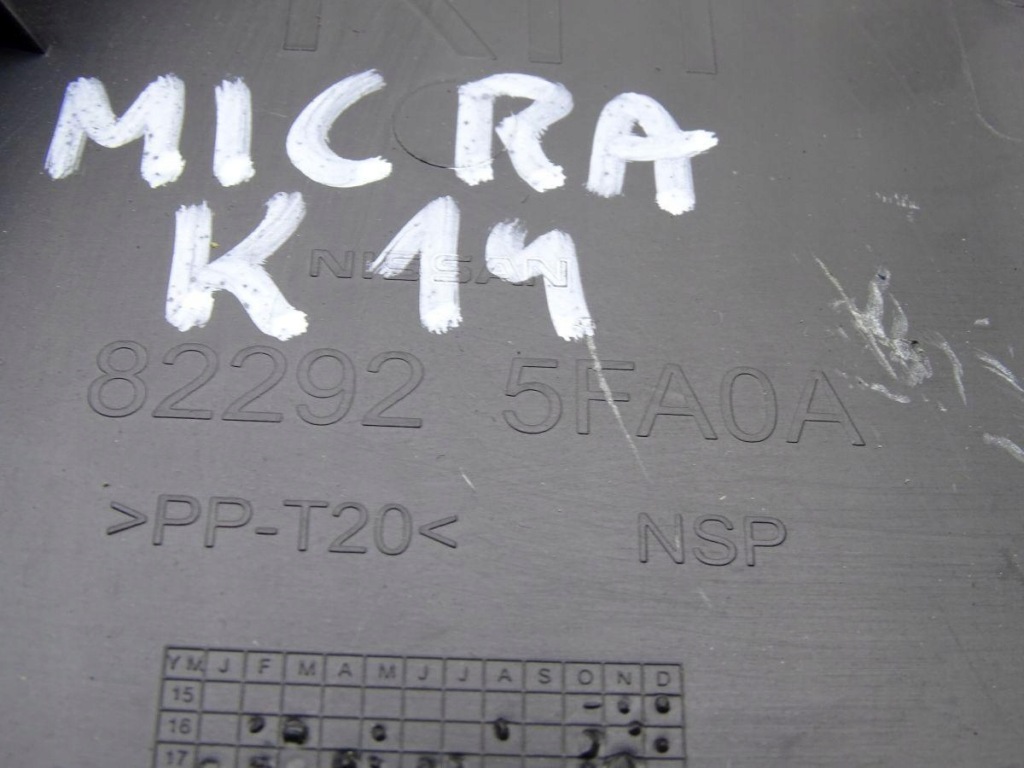 MICRA
K14
NISSAN
82292 5FA0A
>PP-T20< NSP
YM J F M A M J J A S O N D
15
16
17